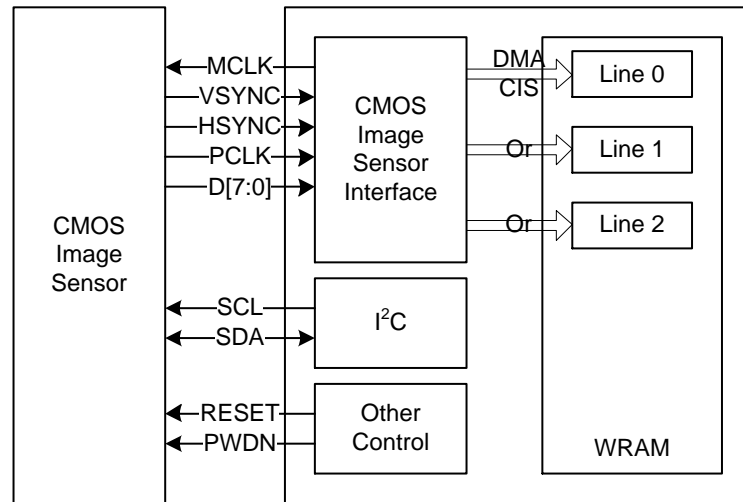 CMOS
Image
Sensor
MCLK
VSYNC
HSYNC
PCLK
D[7:0]
SCL
SDA
RESET
PWDN
CMOS
Image
Sensor
Interface
I²C
Other
Control
DMA
CIS
Or
Or
Line 0
Line 1
Line 2
WRAM